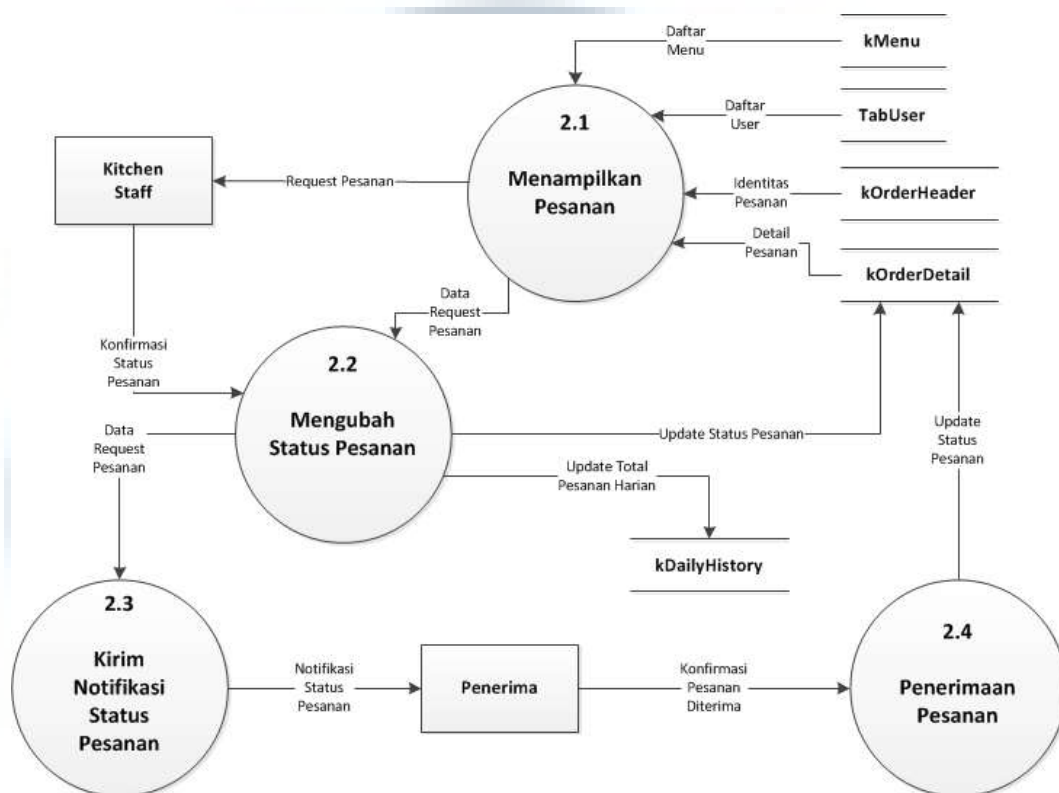 Daftar
Menu
kMenu
2.1
Menampilkan
Pesanan
Daftar
User
TabUser
Kitchen
Staff
Request Pesanan
Identitas
Pesanan
kOrderHeader
Detail
Pesanan
kOrderDetail
Data
Request
Pesanan
Konfirmasi
Status
Pesanan
2.2
Mengubah
Status Pesanan
Data
Request
Pesanan
Update Status Pesanan
Update
Status
Pesanan
Update Total
Pesanan Harian
kDailyHistory
2.3
Kirim
Notifikasi
Status
Pesanan
Notifikasi
Status
Pesanan
Penerima
Konfirmasi
Pesanan
Diterima
2.4
Penerimaan
Pesanan